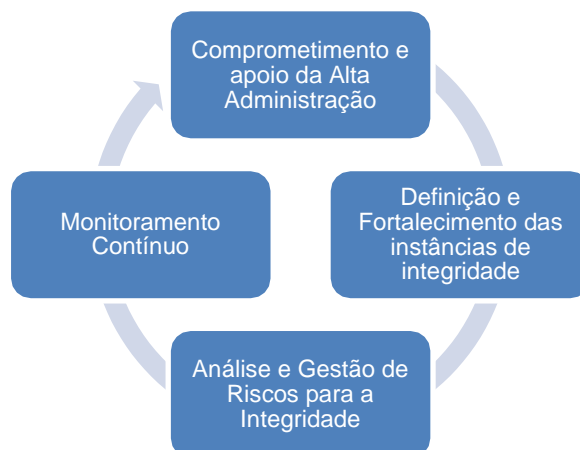 Comprometimento e
apoio da Alta
Administração
Definição e
Fortalecimento das
instâncias de
integridade
Análise e Gestão de
Riscos para a
Integridade
Monitoramento
Contínuo